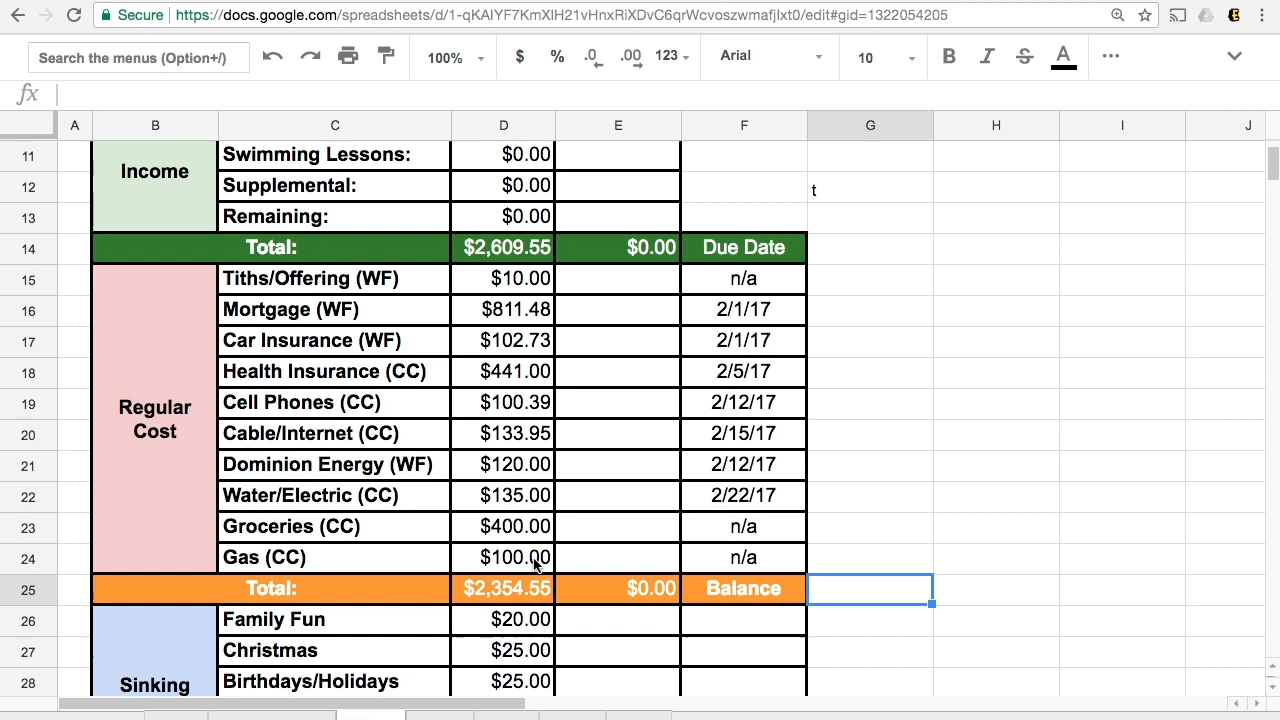 Secure https://docs.google.com/spreadsheets/d/1-qKAIYF7KmXIH21vHnxRiXDvC6qrWcvoszwmafjlxt0/edit#gid=1322054205
Search the menus (Option+/) 100% $ % .0 .00 123 Arial 10 B I S A
fx
A B C D E F G H I J
11 Swimming Lessons: $0.00
Income
12 Supplemental: $0.00 t
13 Remaining: $0.00
14 Total: $2,609.55 $0.00 Due Date
15 Tiths/Offering (WF) $10.00 n/a
16 Mortgage (WF) $811.48 2/1/17
17 Car Insurance (WF) $102.73 2/1/17
18 Health Insurance (CC) $441.00 2/5/17
19 Cell Phones (CC) $100.39 2/12/17
Regular
Cost
20 Cable/Internet (CC) $133.95 2/15/17
21 Dominion Energy (WF) $120.00 2/12/17
22 Water/Electric (CC) $135.00 2/22/17
23 Groceries (CC) $400.00 n/a
24 Gas (CC) $100.00 n/a
25 Total: $2,354.55 $0.00 Balance
26 Family Fun $20.00
27 Christmas $25.00
28 Sinking Birthdays/Holidays $25.00